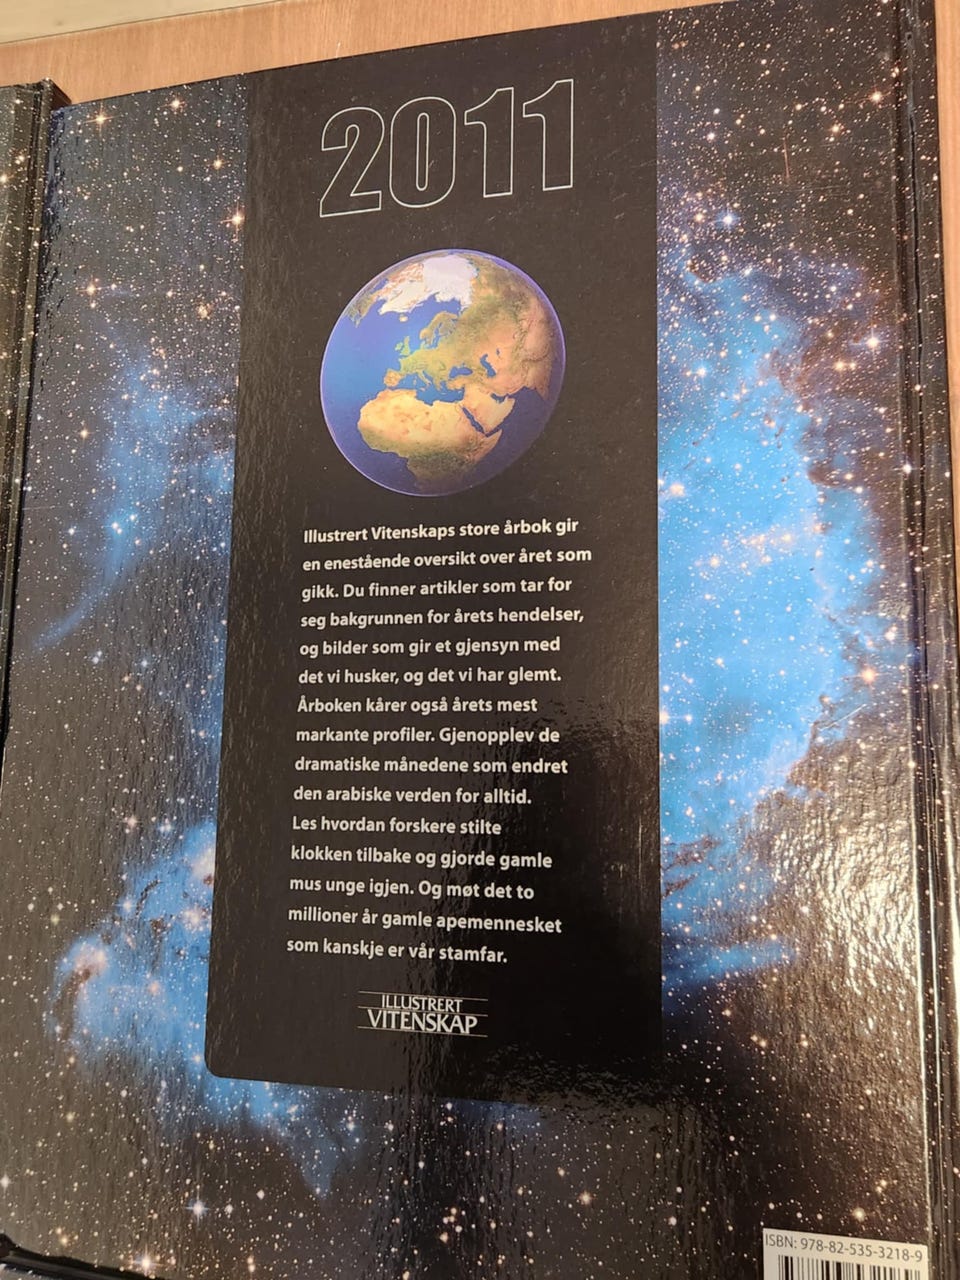 2011
Illustrert Vitenskaps store årbok gir
en enestående oversikt over året som
gikk. Du finner artikler som tar for
seg bakgrunnen for årets hendelser,
og bilder som gir et gjensyn med
det vi husker, og det vi har glemt.
Årboken kårer også årets mest
markante profiler. Gjenopplev de
dramatiske månedene som endret
den arabiske verden for alltid.
Les hvordan forskere stilte
klokken tilbake og gjorde gamle
mus unge igjen. Og møt det to
millioner år gamle apemennesket
som kanskje er vår stamfar.
ILLUSTRERT
VITENSKAP
ISBN: 978-82-535-3218-9